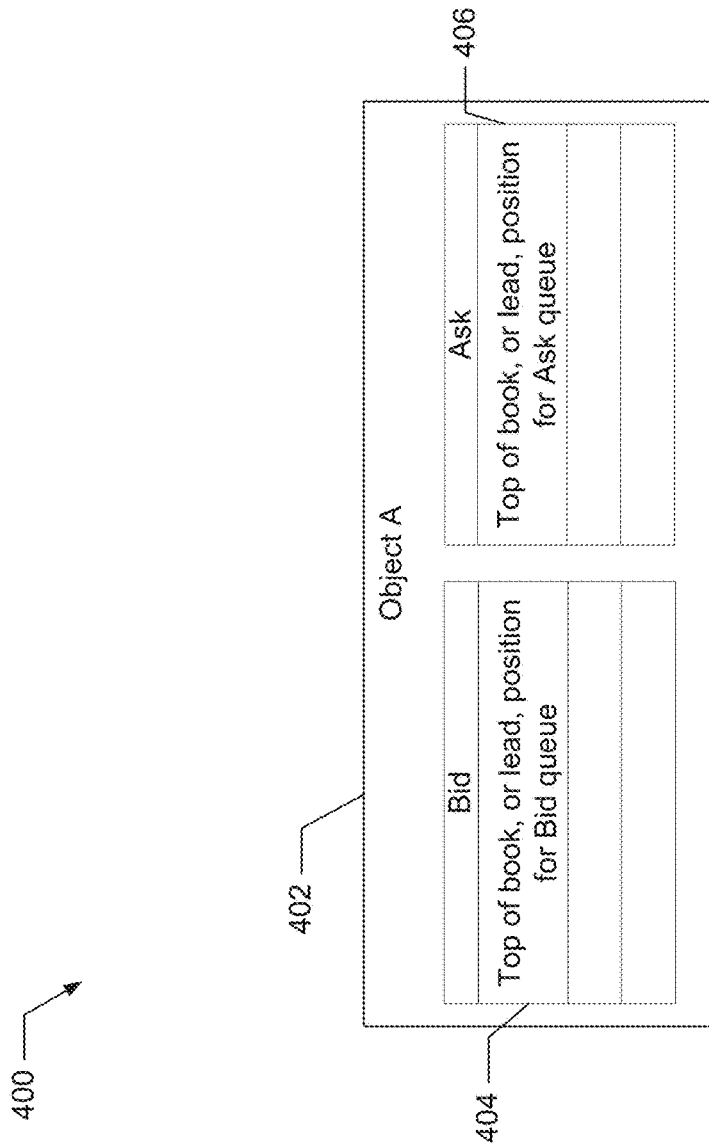 400
402
Object A
404
Bid
Top of book, or lead, position
for Bid queue
Ask
Top of book, or lead, position
for Ask queue
406